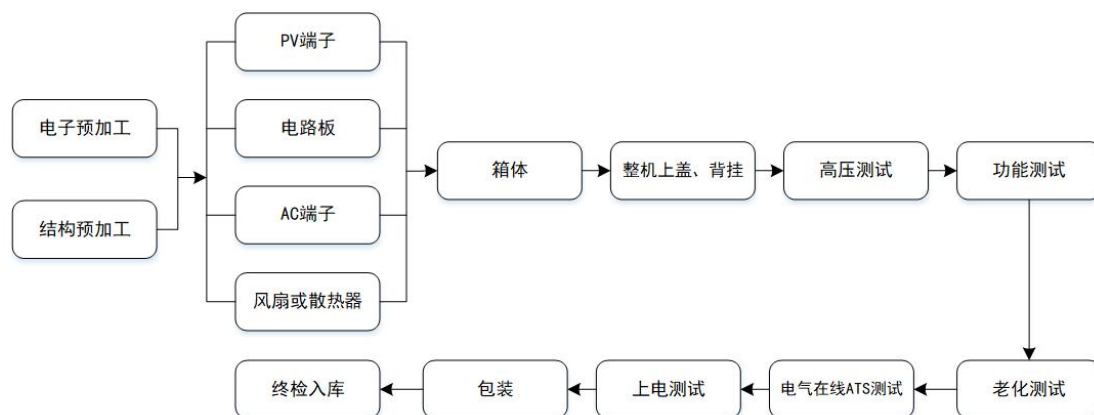 电子预加工
结构预加工
PV端子
电路板
AC端子
风扇或散热器
箱体
整机上盖、背挂
高压测试
功能测试
老化测试
电气在线ATS测试
上电测试
包装
终检入库